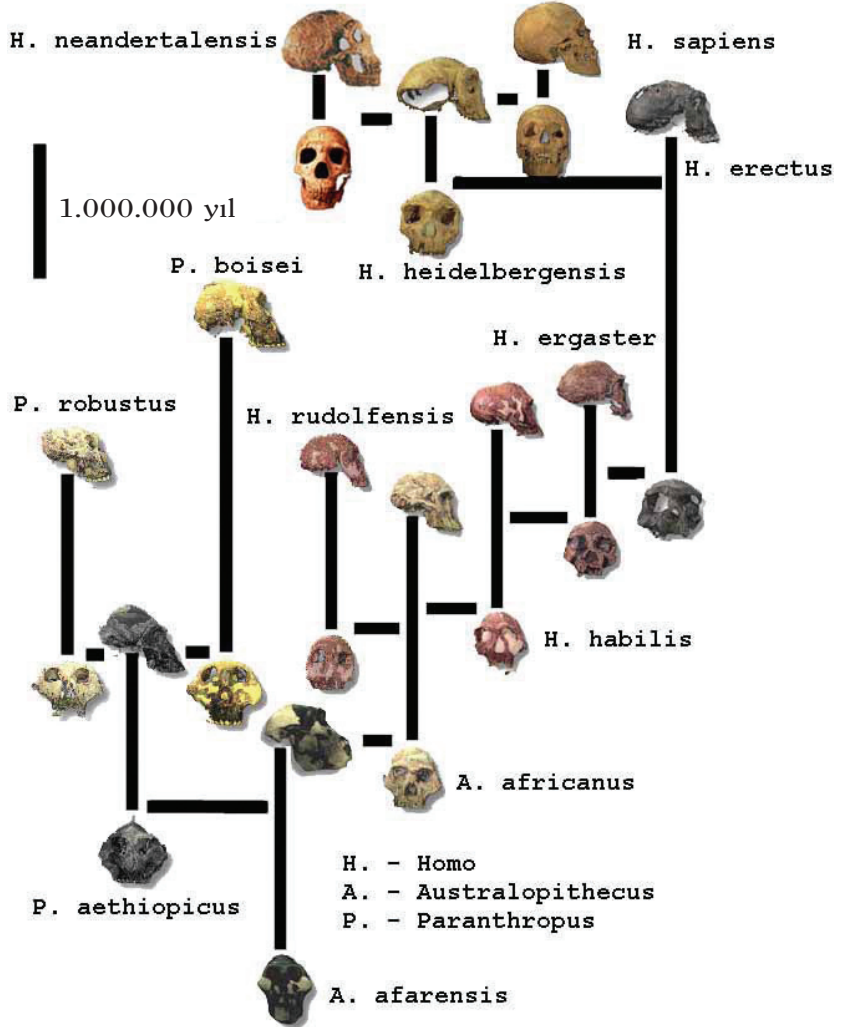 H. neandertalensis
H. sapiens
H. erectus
1.000.000 yıl
P. boisei
H. heidelbergensis
H. ergaster
P. robustus
H. rudolfensis
H. habilis
A. africanus
P. aethiopicus
H. - Homo
A. - Australopithecus
P. - Paranthropus
A. afarensis